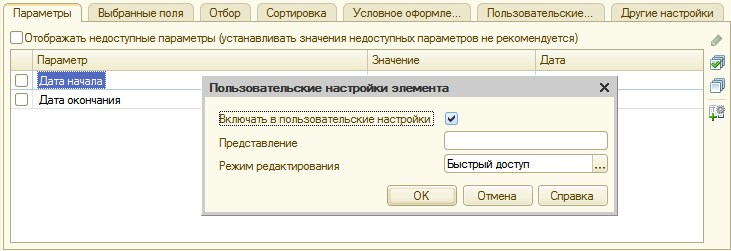 Параметры Выбранные поля Отбор Сортировка Условное оформле... Пользовательские... Другие настройки
Отображать недоступные параметры (устанавливать значения недоступных параметров не рекомендуется)
Параметр Значение Дата
Дата начала
Дата окончания
Пользовательские настройки элемента
Включать в пользовательские настройки
Представление
Режим редактирования Быстрый доступ ...
OK Отмена Справка